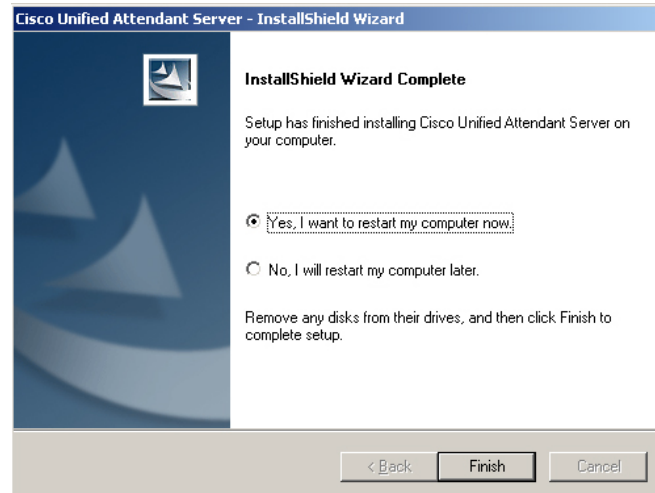 Cisco Unified Attendant Server - InstallShield Wizard
InstallShield Wizard Complete
Setup has finished installing Cisco Unified Attendant Server on
your computer.
Yes, I want to restart my computer now.
No, I will restart my computer later.
Remove any disks from their drives, and then click Finish to
complete setup.
< Back Finish Cancel